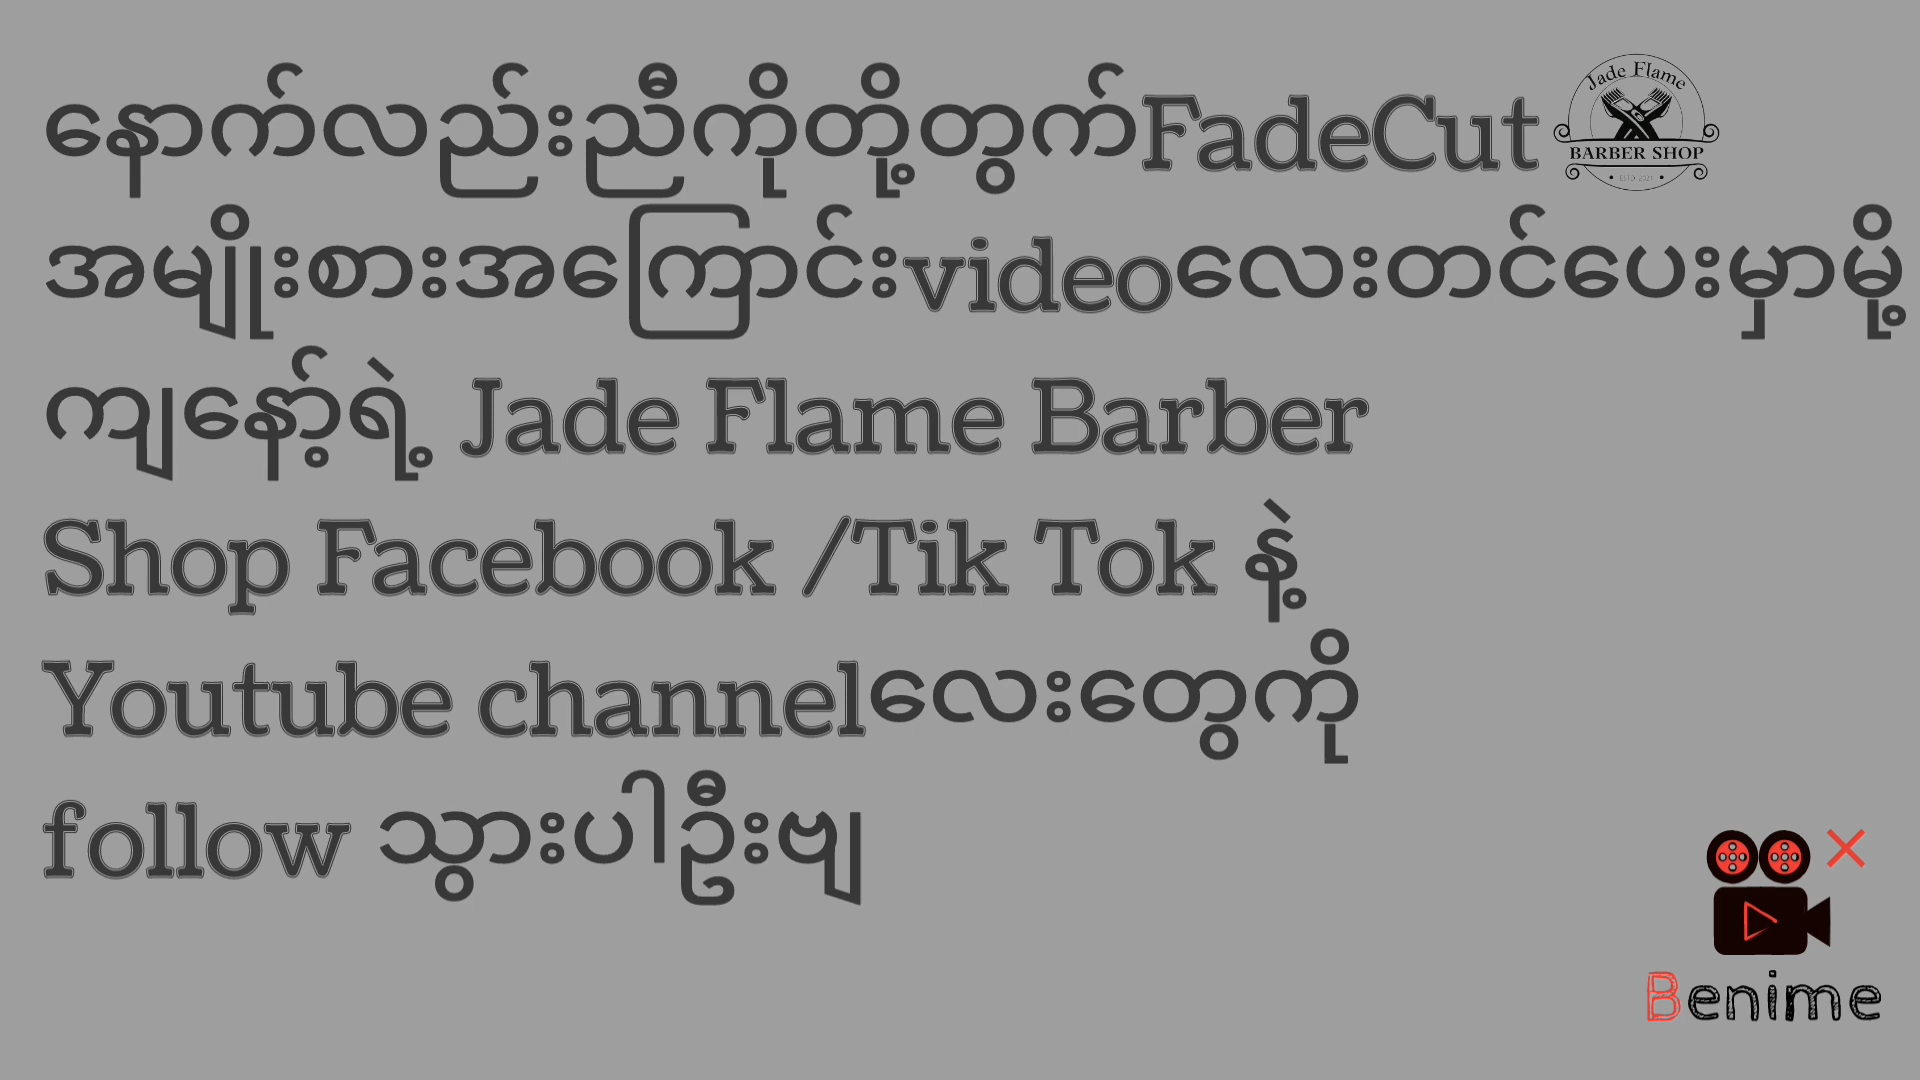 နောက်လည်းညီကိုတို့တွက်FadeCut
Jade Flame
BARBER SHOP
ESTD 2021
အမျိုးစားအကြောင်းvideoလေးတင်ပေးမှာမို့
ကျနော့်ရဲ့ Jade Flame Barber
Shop Facebook /Tik Tok နဲ့
Youtube channelလေးတွေကို
follow သွားပါဦးဗျ
Benime